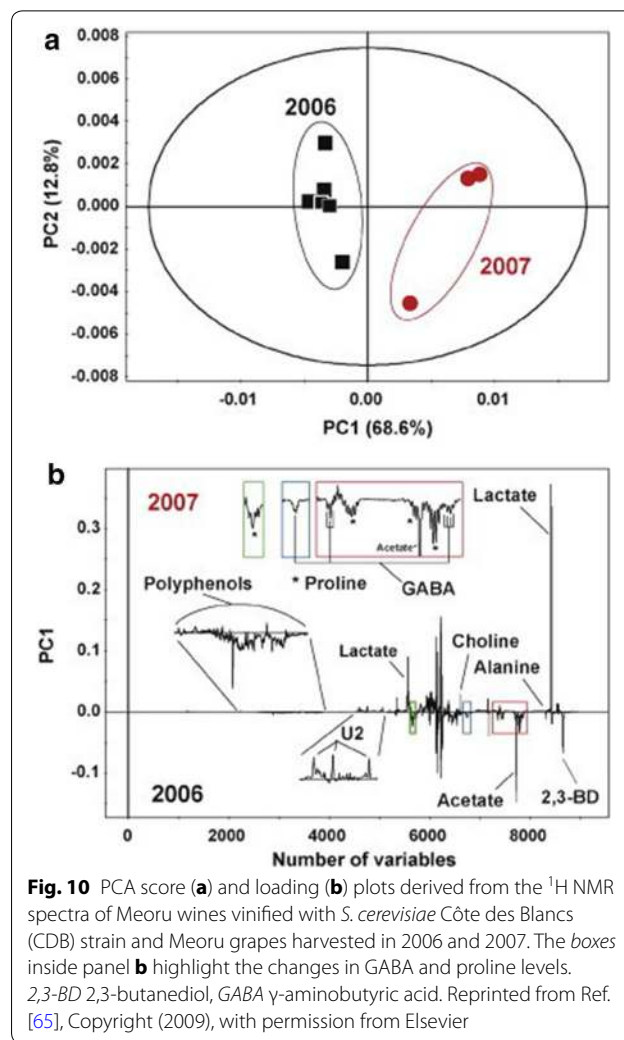 a
0.008
0.006
0.004
0.002
0.000
-0.002
-0.004
-0.006
-0.008
PC2 (12.8%)
2006
2007
-0.01
0.00
0.01
PC1 (68.6%)
b
2007
Lactate
0.3
Acetate
* Proline
GABA
Polyphenols
0.2
PC1
0.1
Lactate
Choline
Alanine
0.0
U2
-0.1
2006
Acetate
2,3-BD
0
2000
4000
6000
8000
Number of variables
Fig. 10 PCA score (a) and loading (b) plots derived from the ¹H NMR
spectra of Meoru wines vinified with S. cerevisiae Côte des Blancs
(CDB) strain and Meoru grapes harvested in 2006 and 2007. The boxes
inside panel b highlight the changes in GABA and proline levels.
2,3-BD 2,3-butanediol, GABA γ-aminobutyric acid. Reprinted from Ref.
[65], Copyright (2009), with permission from Elsevier